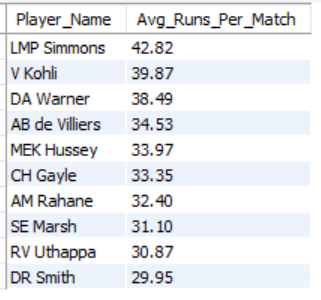 Player_Name Avg_Runs_Per_Match
LMP Simmons 42.82
V Kohli 39.87
DA Warner 38.49
AB de Villiers 34.53
MEK Hussey 33.97
CH Gayle 33.35
AM Rahane 32.40
SE Marsh 31.10
RV Uthappa 30.87
DR Smith 29.95